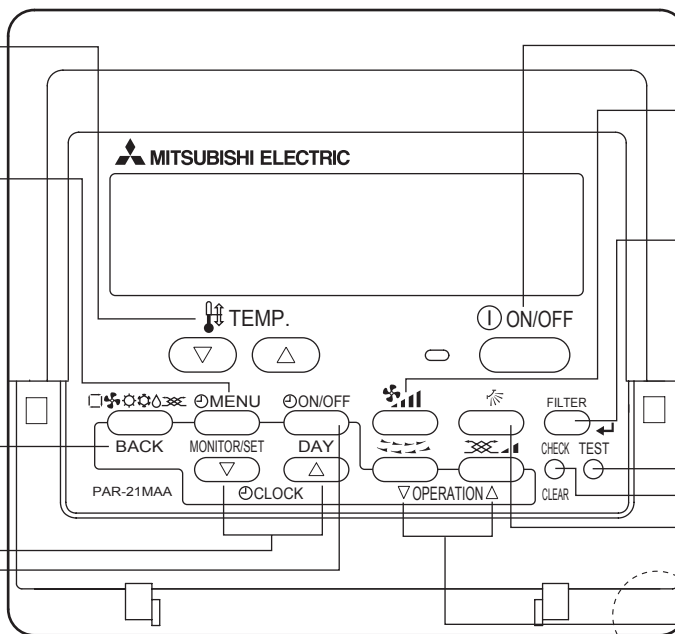 MITSUBISHI ELECTRIC
TEMP.
ON/OFF
MENU
ON/OFF
FILTER
BACK
MONITOR/SET
DAY
CHECK
TEST
PAR-21MAA
CLOCK
▽OPERATION△
CLEAR